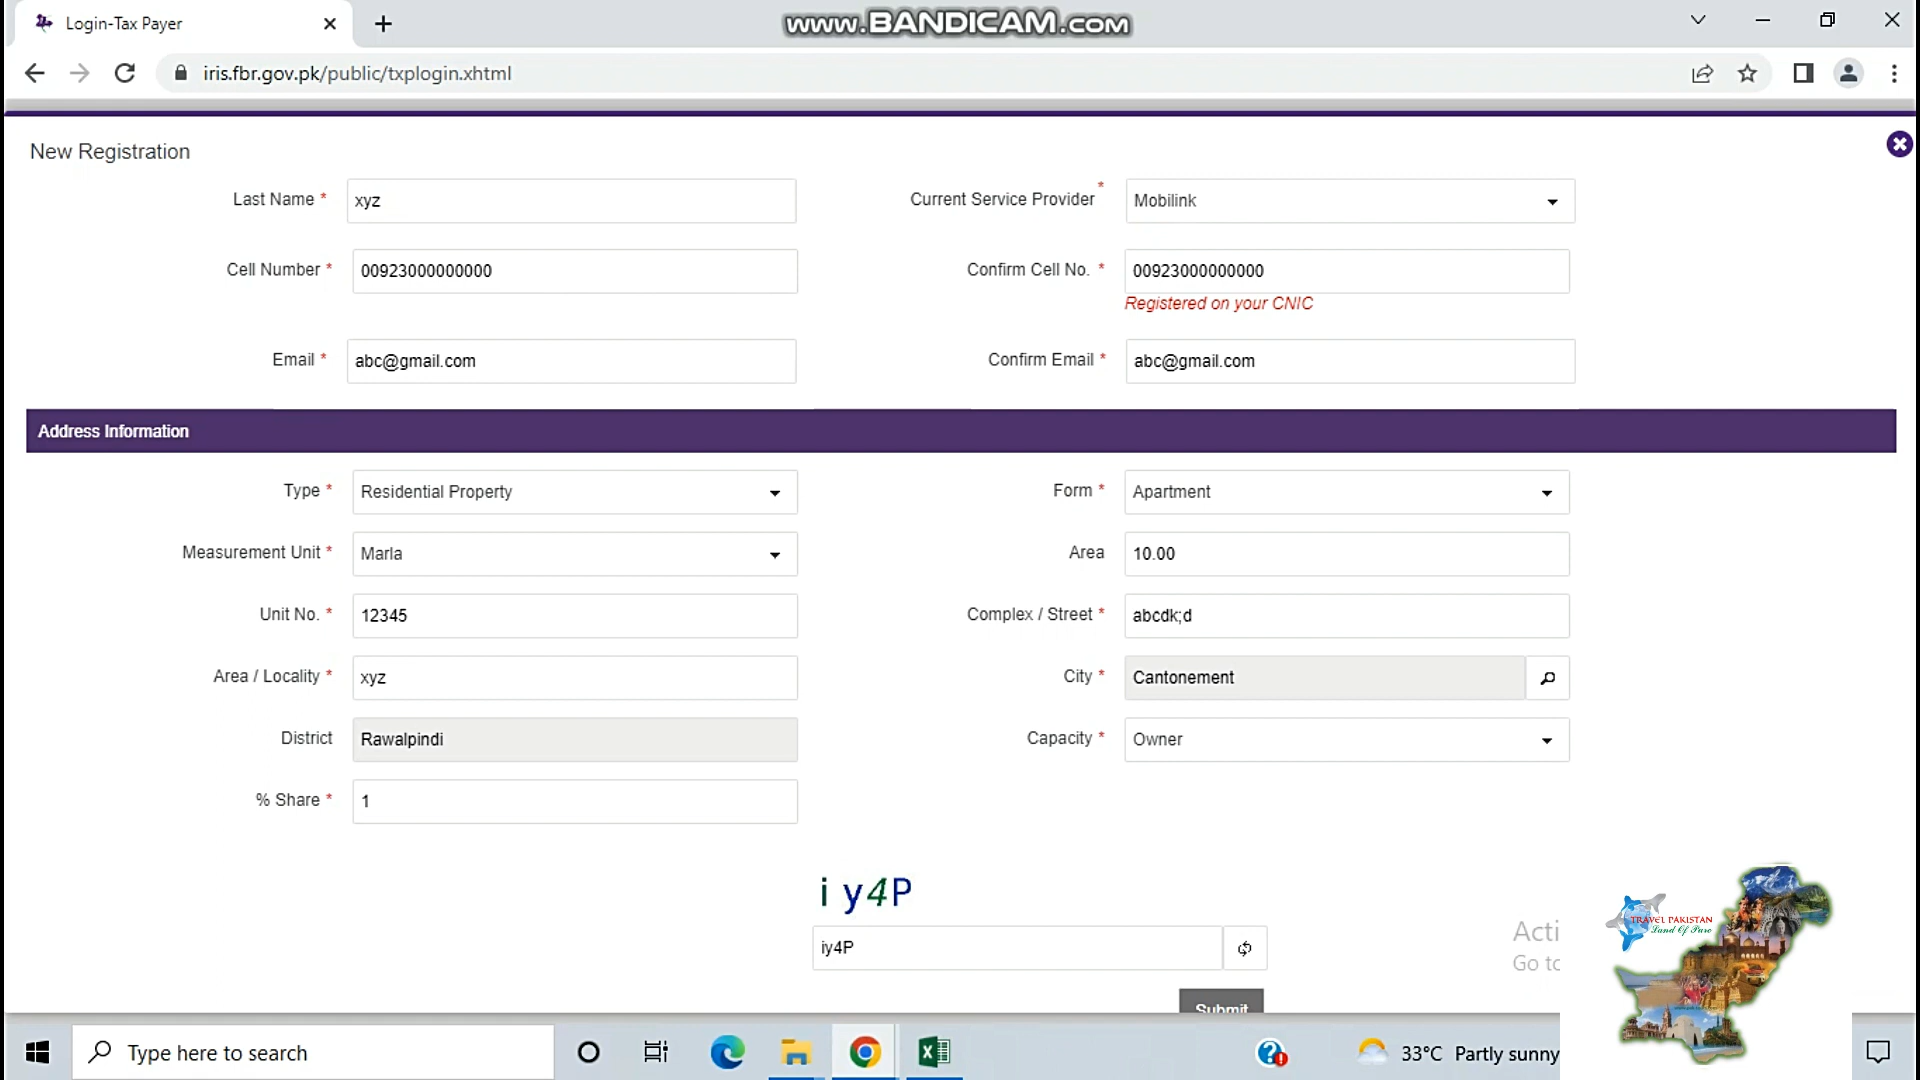 Login-Tax Payer
www.BANDICAM.com
iris.fbr.gov.pk/public/txplogin.xhtml
New Registration
Last Name * xyz Current Service Provider * Mobilink
Cell Number * 00923000000000 Confirm Cell No. * 00923000000000
Registered on your CNIC
Email * abc@gmail.com Confirm Email * abc@gmail.com
Address Information
Type * Residential Property Form * Apartment
Measurement Unit * Marla Area 10.00
Unit No. * 12345 Complex / Street * abcdk;d
Area / Locality * xyz City * Cantonement
District Rawalpindi Capacity * Owner
% Share * 1
i y4P
iy4P
Submit
Acti
Go to
TRAVEL PAKISTAN
Land Of Pure
Type here to search
33°C Partly sunny